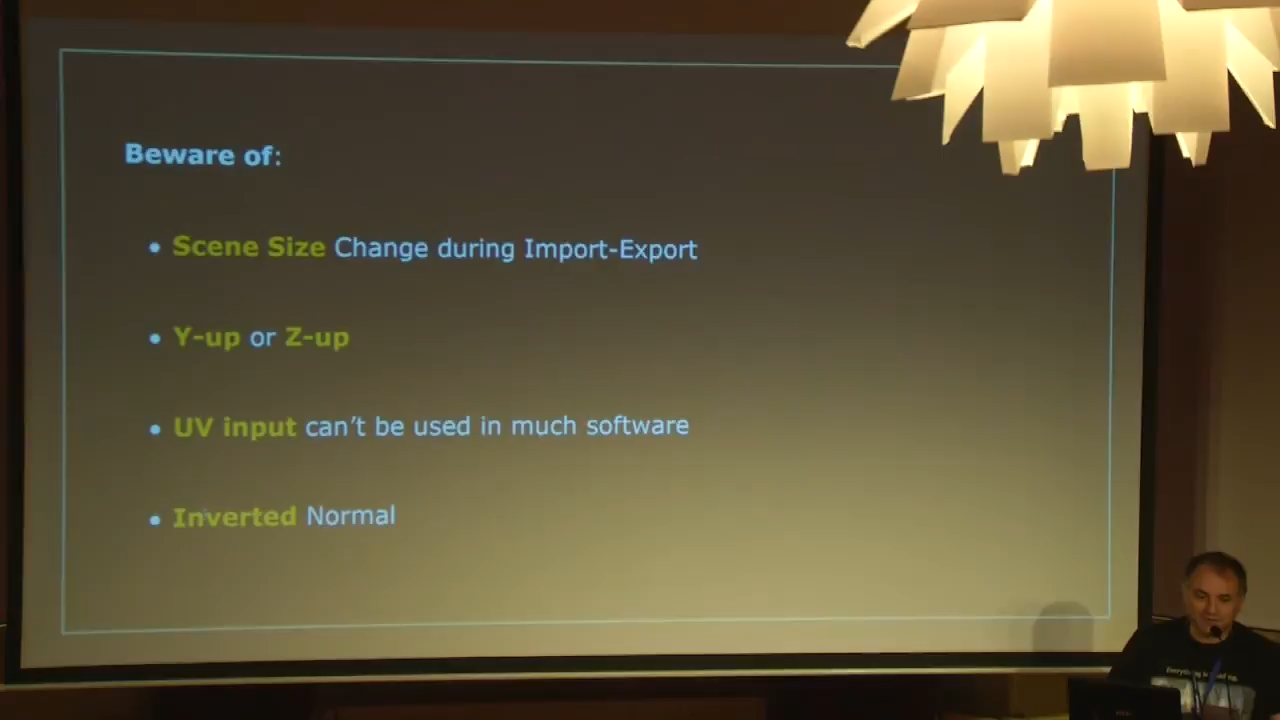 Beware of:
• Scene Size Change during Import-Export
• Y-up or Z-up
• UV input can't be used in much software
• Inverted Normal